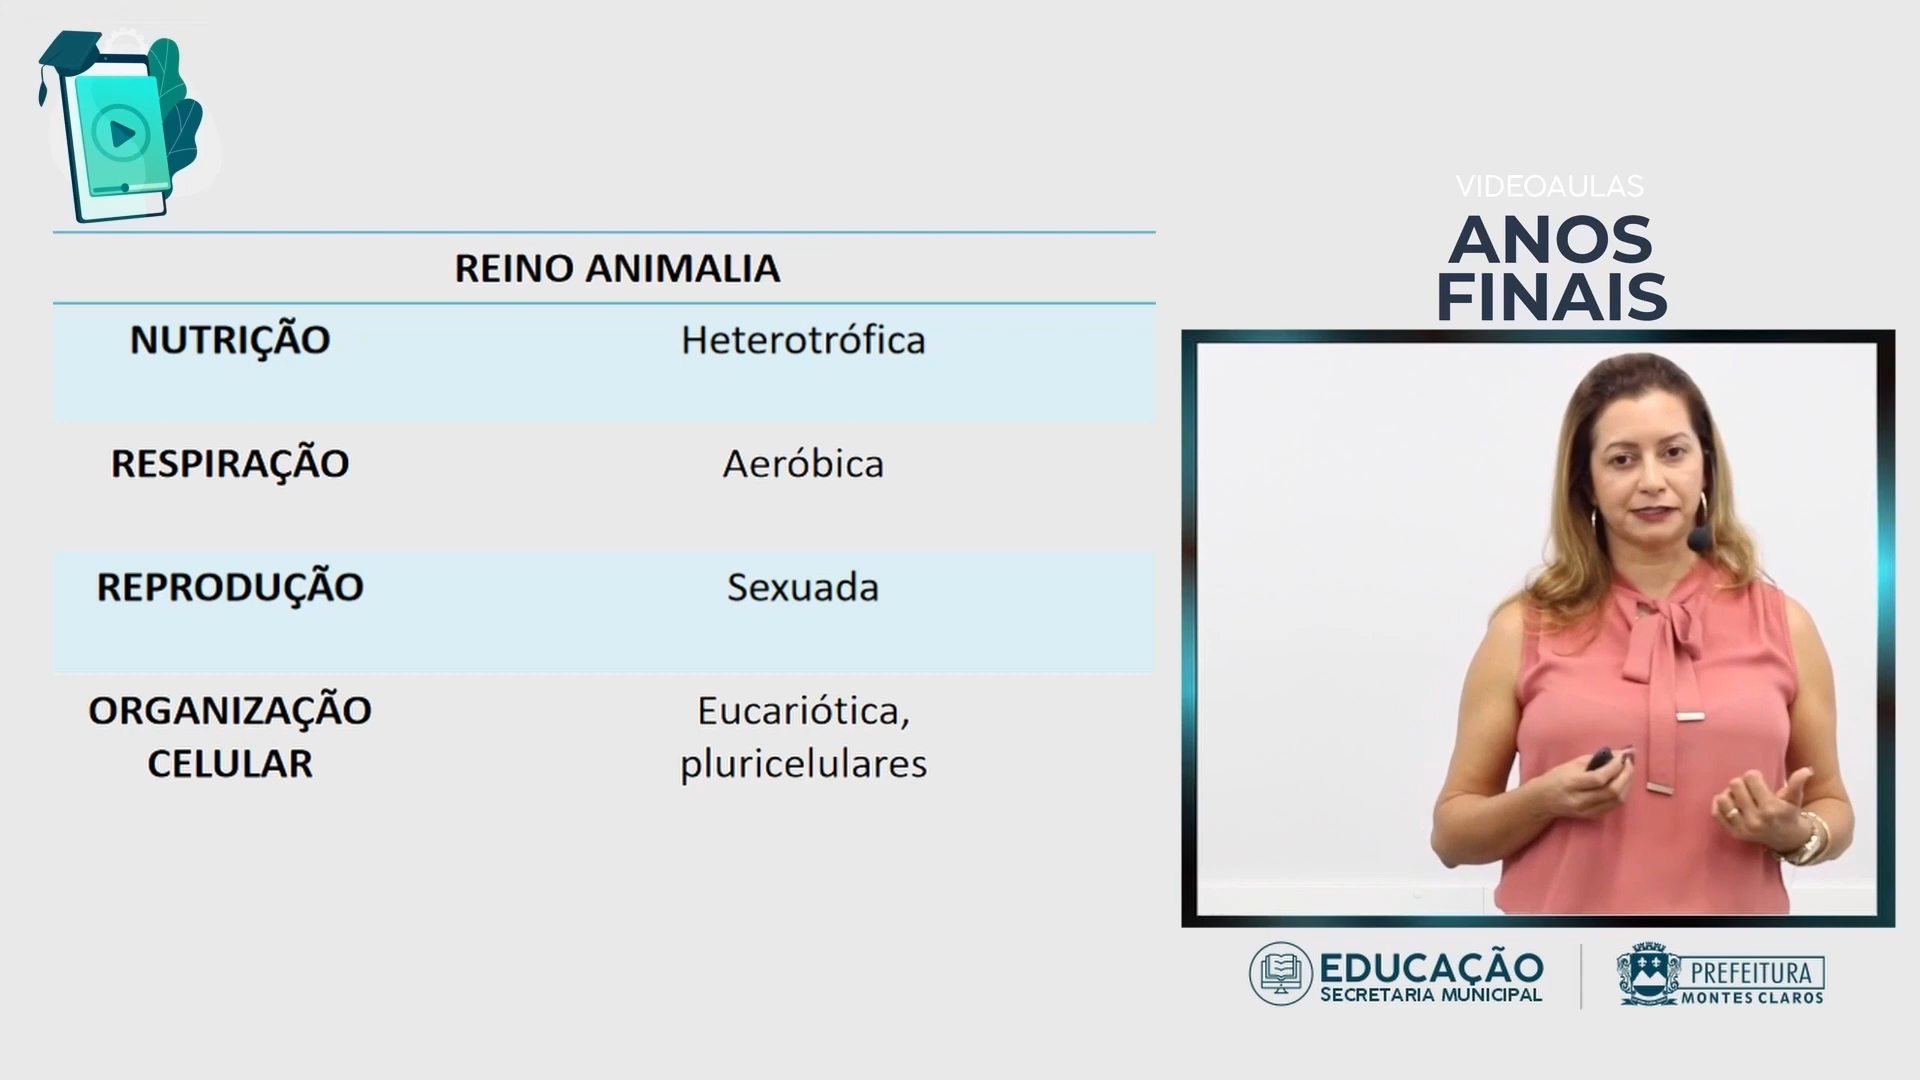 REINO ANIMALIA
NUTRIÇÃO Heterotrófica
RESPIRAÇÃO Aeróbica
REPRODUÇÃO Sexuada
ORGANIZAÇÃO CELULAR Eucariótica, pluricelulares
VIDEOAULAS
ANOS
FINAIS
EDUCAÇÃO
SECRETARIA MUNICIPAL
PREFEITURA
MONTES CLAROS